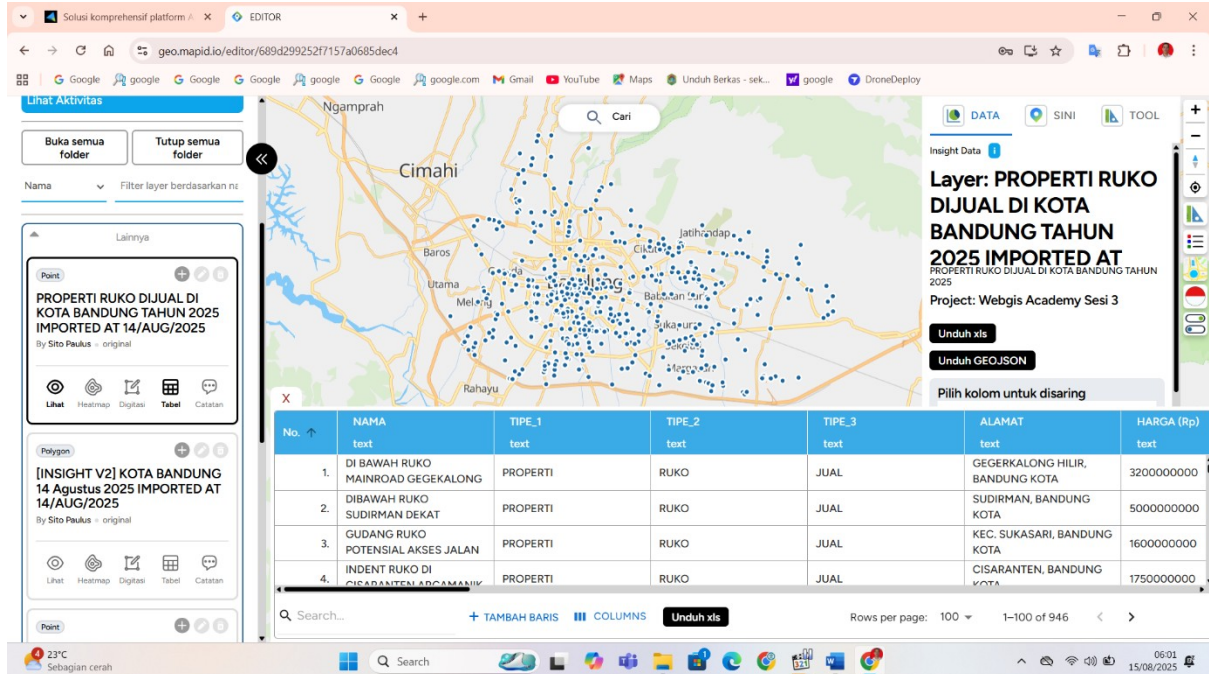 Solusi komprehensif platform A
EDITOR
geo.mapid.io/editor/689d299252f7157a0685dec4
Google
google
Google
Google
Google
google
Google
google.com
Gmail
YouTube
Maps
Unduh Berkas - sek...
google
DroneDeploy
Lihat Aktivitas
Buka semua folder
Tutup semua folder
Nama
Filter layer berdasarkan na
Lainnya
Point
PROPERTI RUKO DIJUAL DI
KOTA BANDUNG TAHUN 2025
IMPORTED AT 14/AUG/2025
By Sito Paulus original
Lihat Heatmap Digitasi Tabel Catatan
Polygon
[INSIGHT V2] KOTA BANDUNG
14 Agustus 2025 IMPORTED AT
14/AUG/2025
By Sito Paulus original
Lihat Heatmap Digitasi Tabel Catatan
Point
Ngamprah
Cimahi
Baros
Utama
Rahayu
Jatihandap
Cari
DATA
SINI
TOOL
Insight Data i
Layer: PROPERTI RUKO
DIJUAL DI KOTA
BANDUNG TAHUN
2025 IMPORTED AT
PROPERTI RUKO DIJUAL DI KOTA BANDUNG TAHUN
2025
Project: Webgis Academy Sesi 3
Unduh xls
Unduh GEOJSON
Pilih kolom untuk disaring
X
No. ↑ NAMA TIPE_1 TIPE_2 TIPE_3 ALAMAT HARGA (Rp)
text text text text text text
1. DI BAWAH RUKO MAINROAD GEGEKALONG PROPERTI RUKO JUAL GEGERKALONG HILIR, BANDUNG KOTA 3200000000
2. DIBAWAH RUKO SUDIRMAN DEKAT PROPERTI RUKO JUAL SUDIRMAN, BANDUNG KOTA 5000000000
3. GUDANG RUKO POTENSIAL AKSES JALAN PROPERTI RUKO JUAL KEC. SUKASARI, BANDUNG KOTA 1600000000
4. INDENT RUKO DI CISARANTEN ARCAMANIK PROPERTI RUKO JUAL CISARANTEN, BANDUNG KOTA 1750000000
Search...
+ TAMBAH BARIS
COLUMNS
Unduh xls
Rows per page: 100
1–100 of 946
4
23°C
Sebagian cerah
Search
06:01
15/08/2025